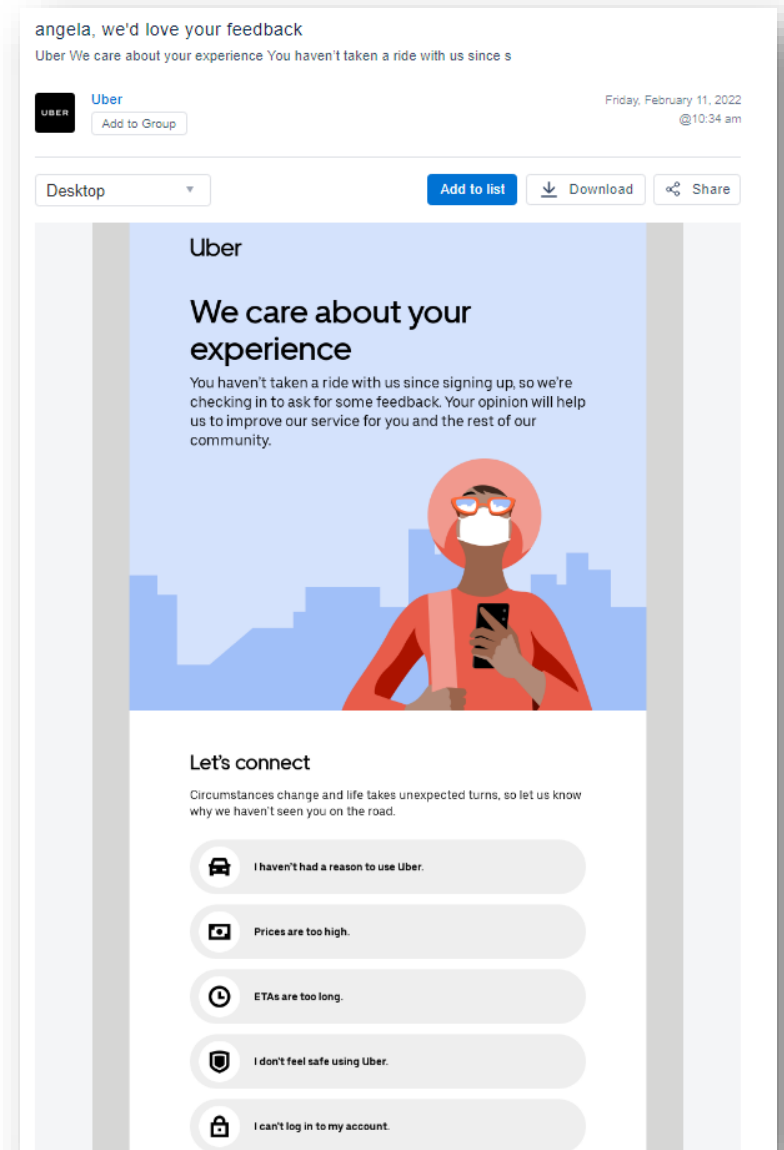 angela, we'd love your feedback
Uber We care about your experience You haven't taken a ride with us since s
UBER
Uber
Add to Group
Friday, February 11, 2022
@10:34 am
Desktop
Add to list
Download
Share
Uber
We care about your
experience
You haven't taken a ride with us since signing up, so we're
checking in to ask for some feedback. Your opinion will help
us to improve our service for you and the rest of our
community.
Let's connect
Circumstances change and life takes unexpected turns, so let us know
why we haven't seen you on the road.
I haven't had a reason to use Uber.
Prices are too high.
ETAs are too long.
I don't feel safe using Uber.
I can't log in to my account.